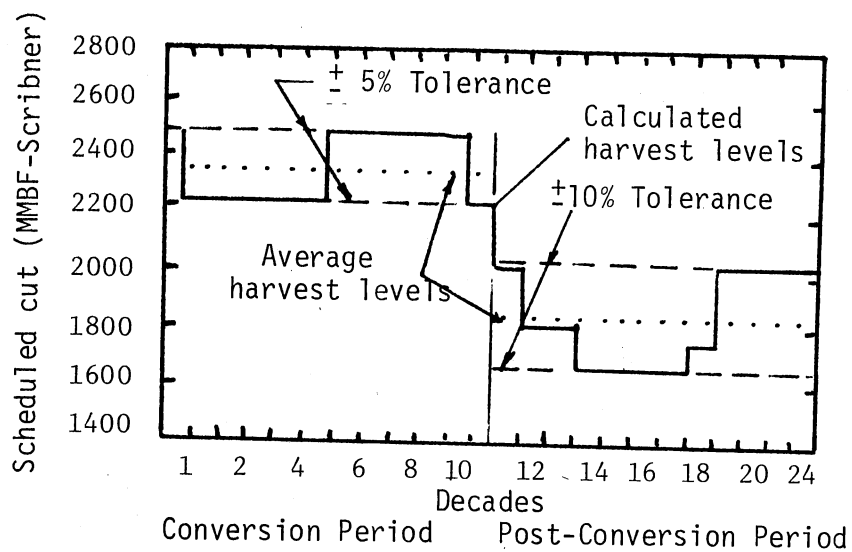 Scheduled cut (MMBF-Scribner)
2800
2600
2400
2200
2000
1800
1600
1400
± 5% Tolerance
Calculated
harvest levels
±10% Tolerance
Average
harvest levels
1 2 4 6 8 10 12 14 16 18 20 24
Decades
Conversion Period Post-Conversion Period